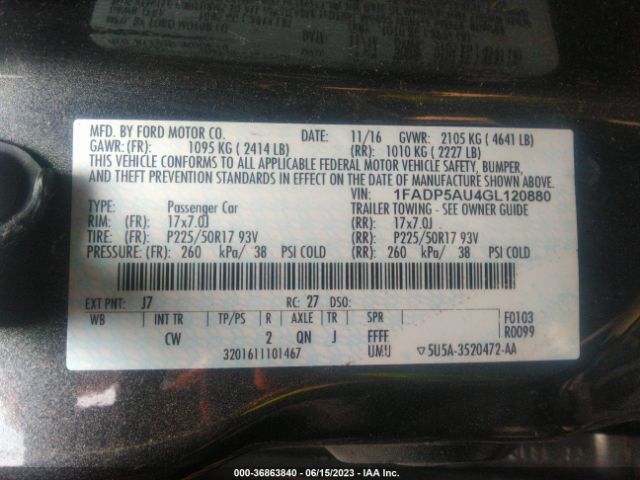 MFD. BY FORD MOTOR CO. DATE: 11/16 GVWR: 2105 KG ( 4641 LB)
GAWR: (FR): 1095 KG ( 2414 LB) (RR): 1010 KG ( 2227 LB)
THIS VEHICLE CONFORMS TO ALL APPLICABLE FEDERAL MOTOR VEHICLE SAFETY, BUMPER,
AND THEFT PREVENTION STANDARDS IN EFFECT ON THE DATE OF MANUFACTURE SHOWN ABOVE.
VIN: 1FADP5AU4GL120880
TYPE: Passenger Car TRAILER TOWING - SEE OWNER GUIDE
RIM: (FR): 17x7.0J (RR): 17x7.0J
TIRE: (FR): P225/50R17 93V (RR): P225/50R17 93V
PRESSURE: (FR): 260 kPa/ 38 PSI COLD (RR): 260 kPa/ 38 PSI COLD
EXT PNT: J7 RC: 27 DSO:
WB INT TR TP/PS R AXLE TR SPR F0103
CW 2 QN J FFFF R0099
3201611101467 UMU ▽5U5A-3520472-AA
000-36863840 - 06/15/2023 - IAA Inc.